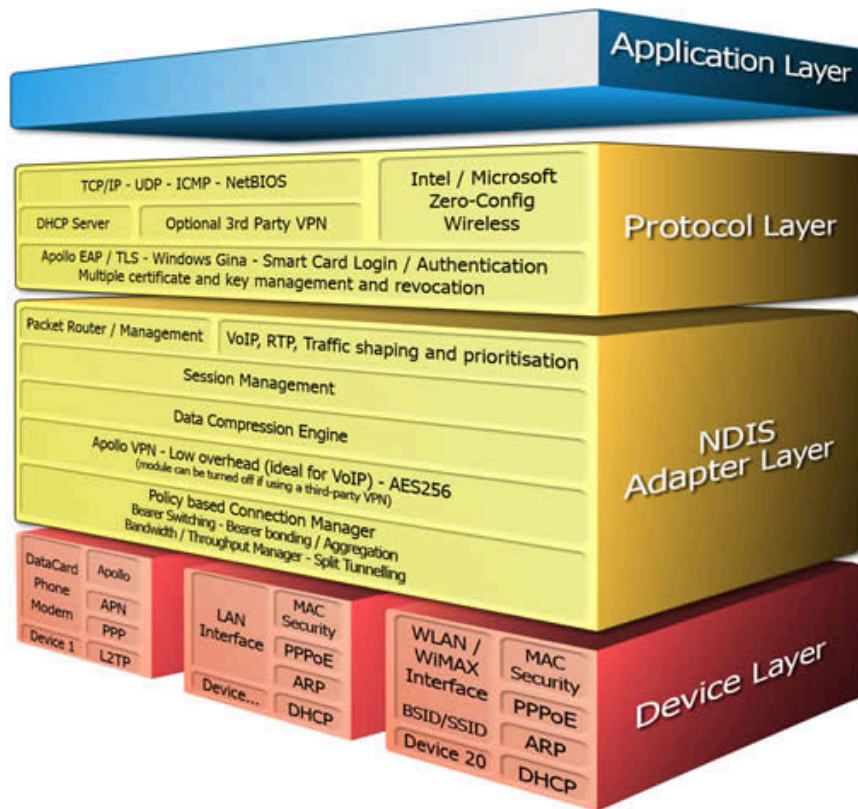 Application Layer
TCP/IP - UDP - ICMP - NetBIOS
Intel / Microsoft
Zero-Config
Wireless
DHCP Server
Optional 3rd Party VPN
Apollo EAP / TLS - Windows Gina - Smart Card Login / Authentication
Multiple certificate and key management and revocation
Protocol Layer
Packet Router / Management
VoIP, RTP, Traffic shaping and prioritisation
Session Management
Data Compression Engine
Apollo VPN - Low overhead (ideal for VoIP) - AES256
(module can be turned off if using a third-party VPN)
Policy based Connection Manager
Bearer Switching - Bearer bonding / Aggregation
Bandwidth / Throughput Manager - Split Tunnelling
NDIS
Adapter Layer
DataCard
Phone
Modem
Device 1
Apollo
APN
PPP
L2TP
LAN
Interface
Device...
MAC
Security
PPPoE
ARP
DHCP
WLAN /
WiMAX
Interface
BSID/SSID
Device 20
MAC
Security
PPPoE
ARP
DHCP
Device Layer